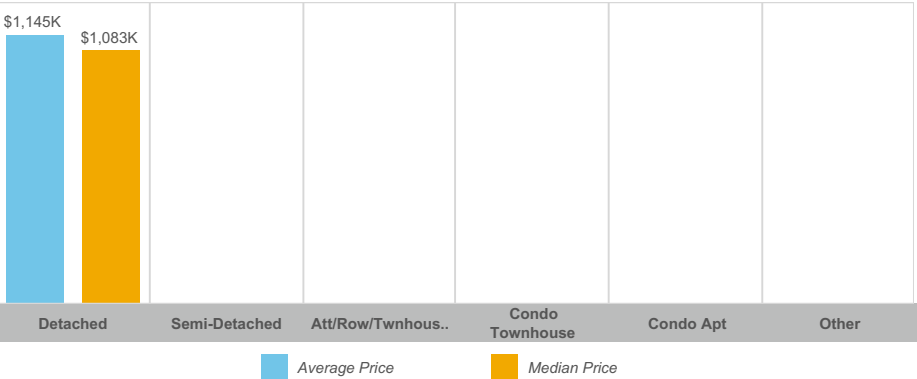 $1,145K
$1,083K
Detached
Semi-Detached
Att/Row/Twnhous..
Condo
Townhouse
Condo Apt
Other
Average Price
Median Price